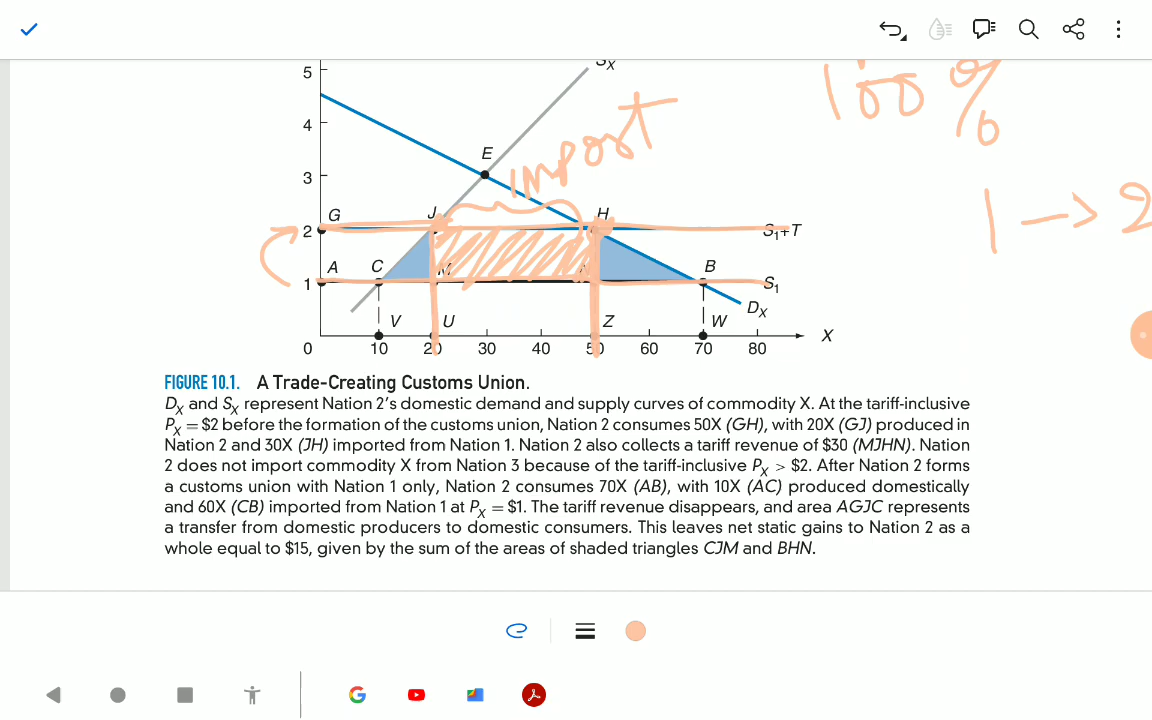 5
S X
100%
4
import
E
3
G
J
H
1 → 2
2
S1+T
A
C
M
B
1
S1
DX
V
U
Z
W
X
0
10
20
30
40
50
60
70
80
FIGURE 10.1. A Trade-Creating Customs Union.
DX and SX represent Nation 2's domestic demand and supply curves of commodity X. At the tariff-inclusive
PX = $2 before the formation of the customs union, Nation 2 consumes 50X (GH), with 20X (GJ) produced in
Nation 2 and 30X (JH) imported from Nation 1. Nation 2 also collects a tariff revenue of $30 (MJHN). Nation
2 does not import commodity X from Nation 3 because of the tariff-inclusive PX > $2. After Nation 2 forms
a customs union with Nation 1 only, Nation 2 consumes 70X (AB), with 10X (AC) produced domestically
and 60X (CB) imported from Nation 1 at PX = $1. The tariff revenue disappears, and area AGJC represents
a transfer from domestic producers to domestic consumers. This leaves net static gains to Nation 2 as a
whole equal to $15, given by the sum of the areas of shaded triangles CJM and BHN.